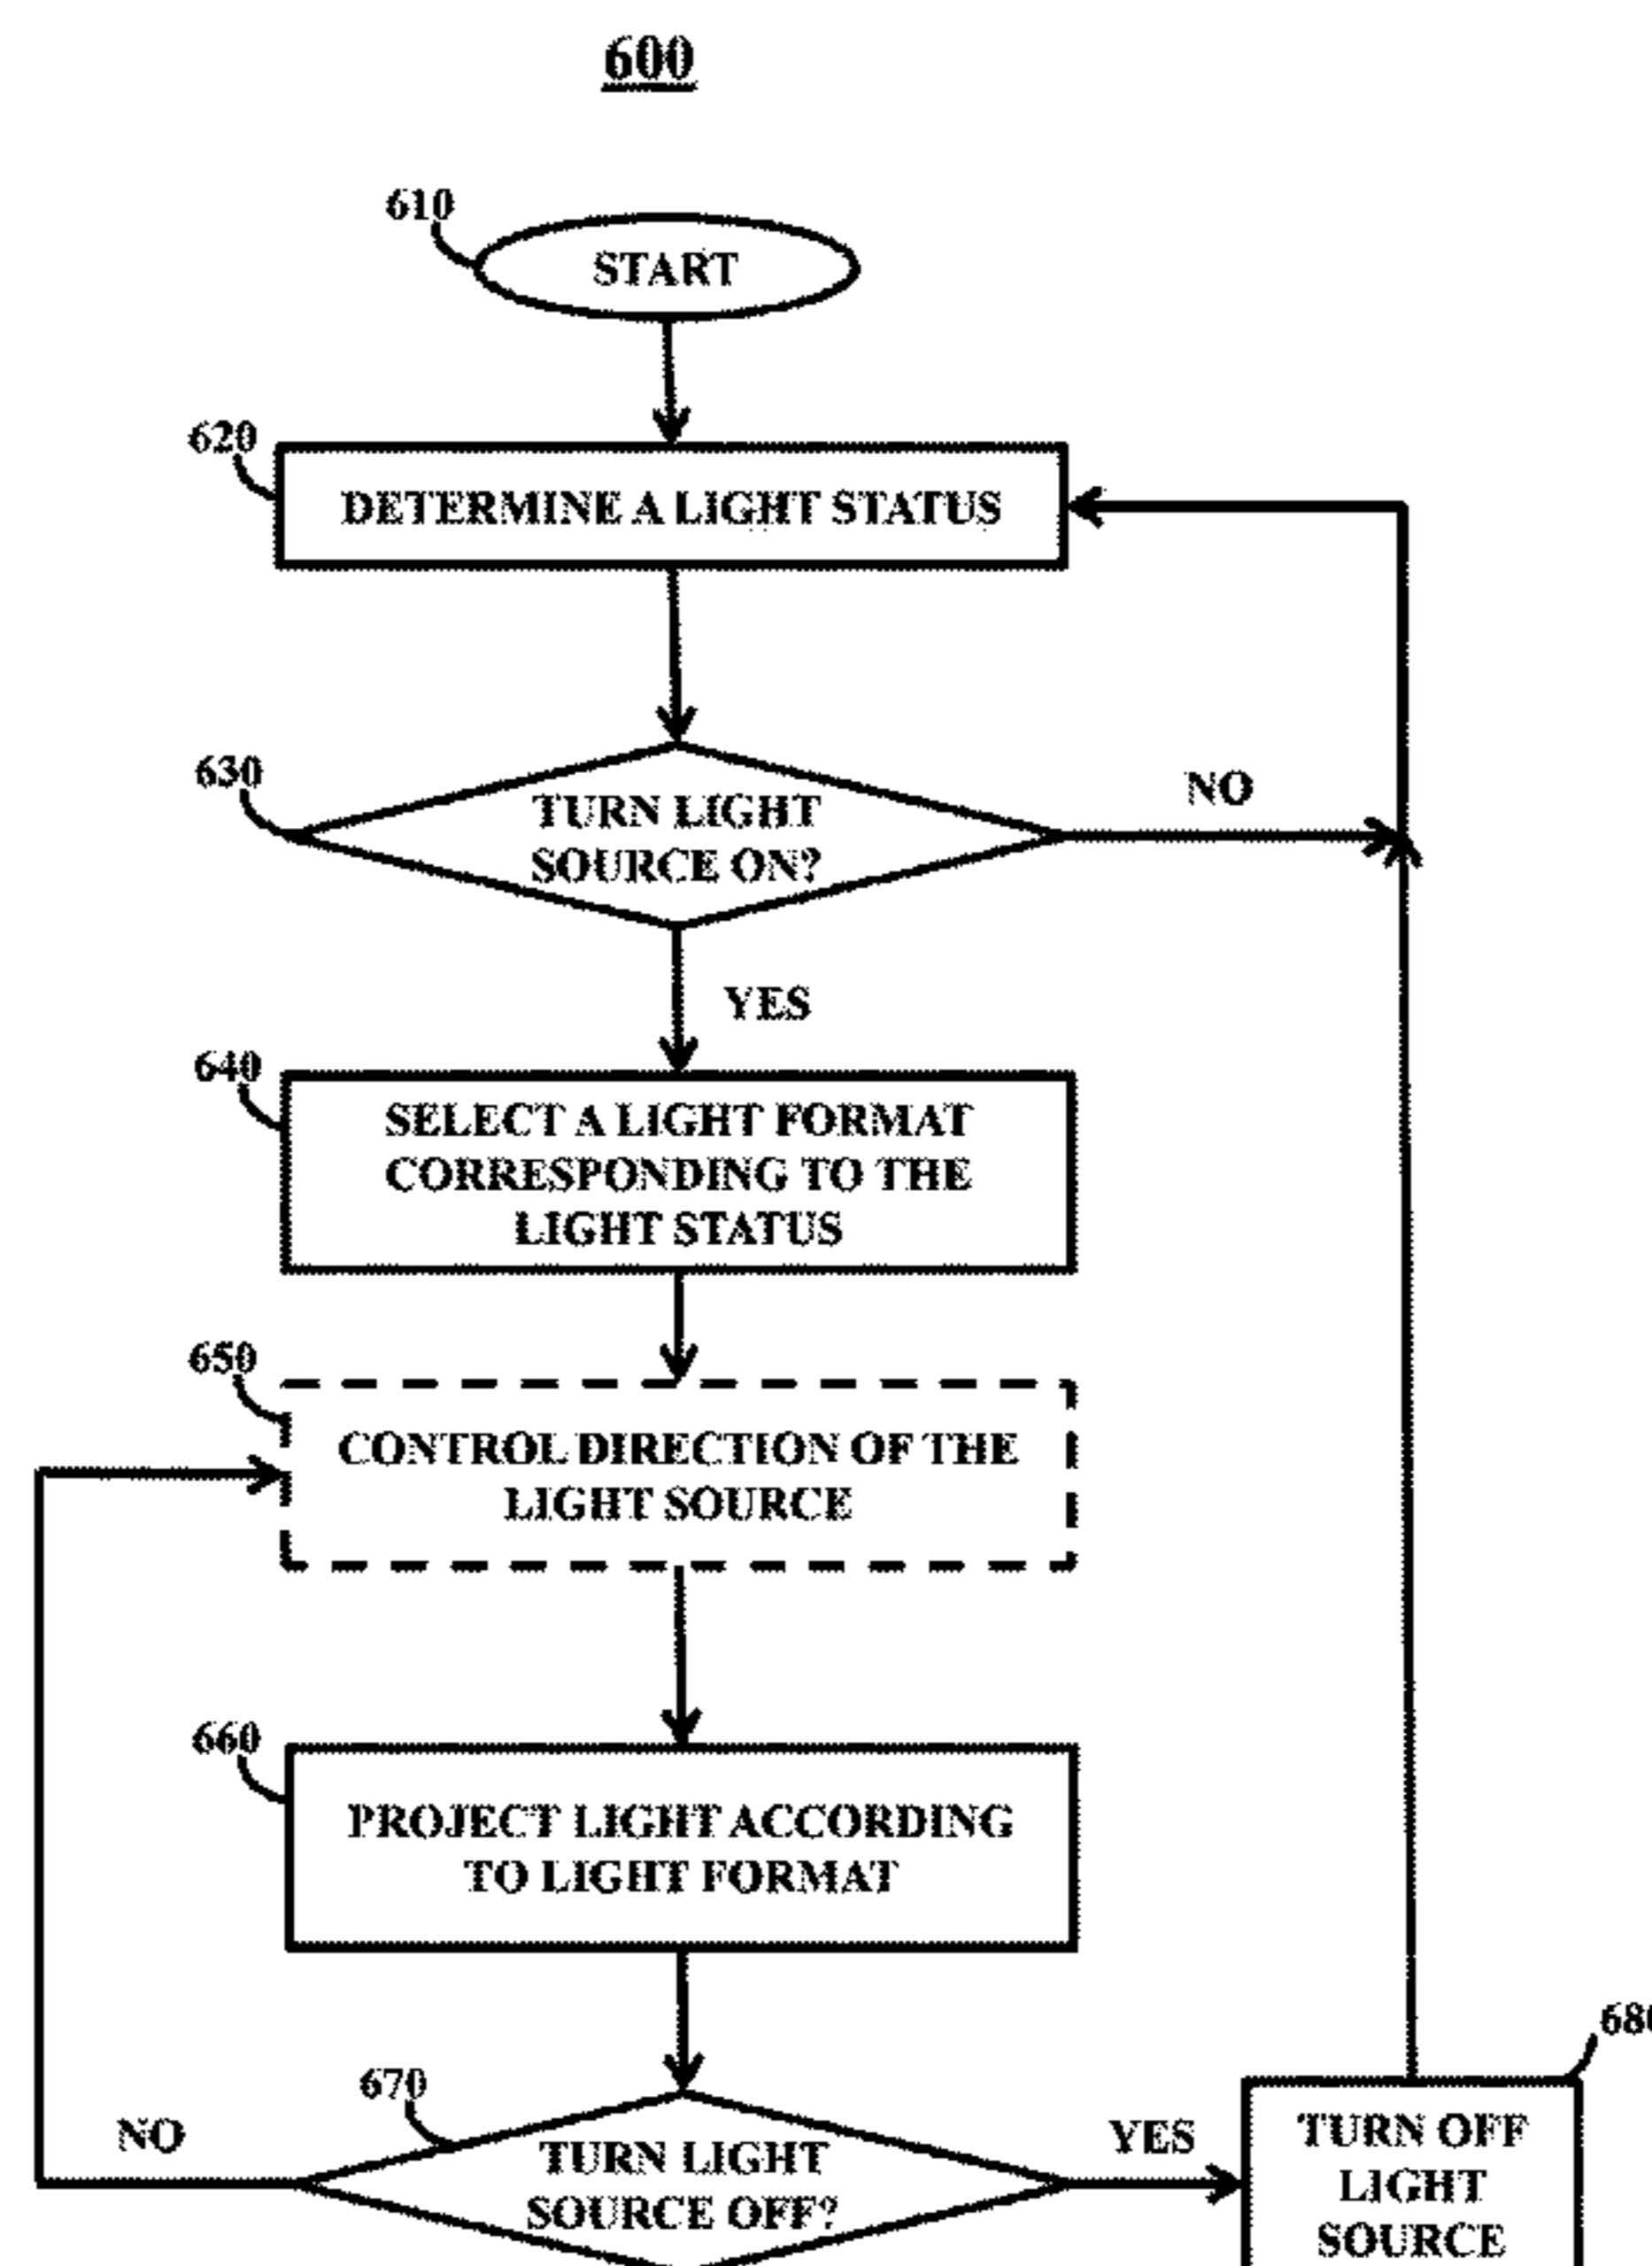 600
610
START
620
DETERMINE A LIGHT STATUS
630
TURN LIGHT
SOURCE ON?
NO
YES
640
SELECT A LIGHT FORMAT
CORRESPONDING TO THE
LIGHT STATUS
650
CONTROL DIRECTION OF THE
LIGHT SOURCE
660
PROJECT LIGHT ACCORDING
TO LIGHT FORMAT
670
TURN LIGHT
SOURCE OFF?
NO
YES
680
TURN OFF
LIGHT
SOURCE